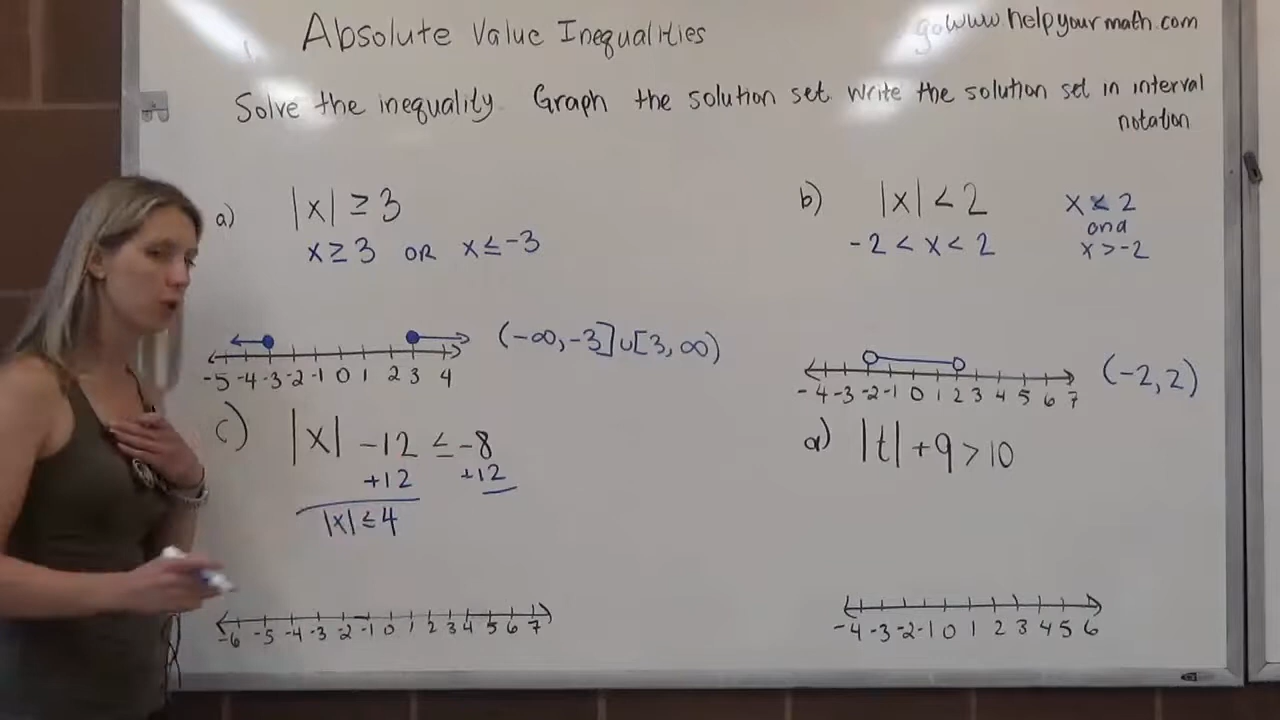 Absolute Value Inequalities
go www.helpyourmath.com
Solve the inequality. Graph the solution set. Write the solution set in interval
notation
a) |x| ≥ 3
x ≥ 3 OR x ≤ -3
(-∞, -3] ∪ [3, ∞)
-5 -4 -3 -2 -1 0 1 2 3 4
b) |x| < 2
-2 < x < 2
x < 2
and
x > -2
(-2, 2)
-4 -3 -2 -1 0 1 2 3 4 5 6 7
c) |x| -12 ≤ -8
+12 +12
|x| ≤ 4
-6 -5 -4 -3 -2 -1 0 1 2 3 4 5 6 7
d) |t| + 9 > 10
-4 -3 -2 -1 0 1 2 3 4 5 6